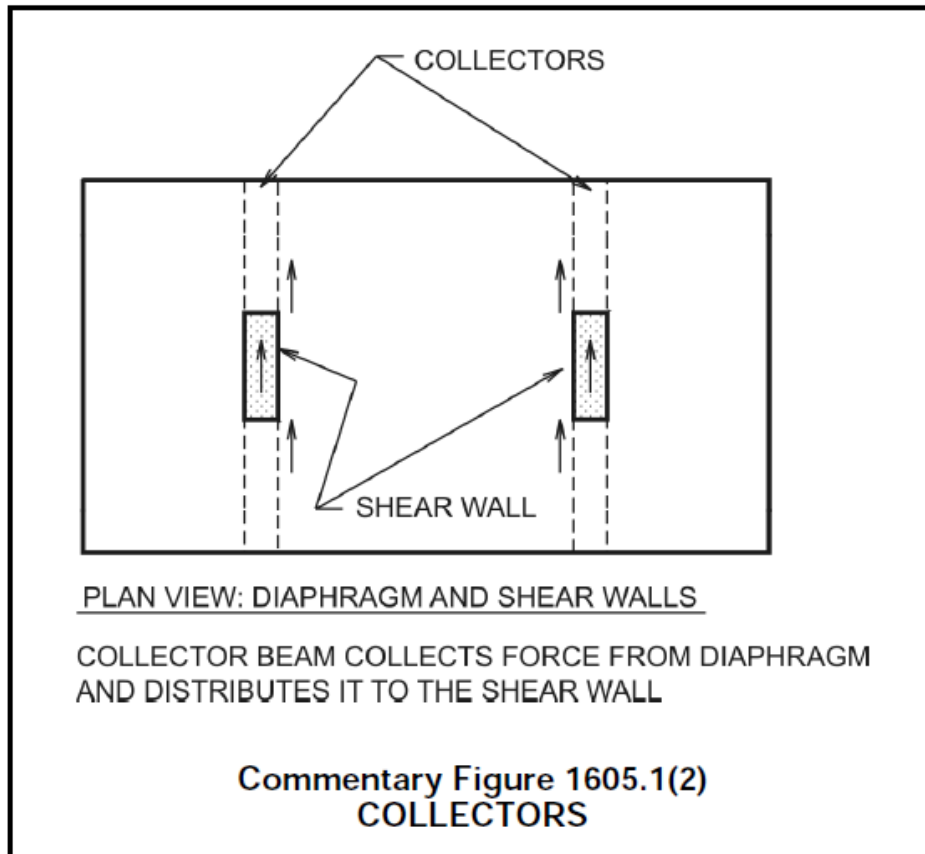 COLLECTORS
SHEAR WALL
PLAN VIEW: DIAPHRAGM AND SHEAR WALLS
COLLECTOR BEAM COLLECTS FORCE FROM DIAPHRAGM
AND DISTRIBUTES IT TO THE SHEAR WALL
Commentary Figure 1605.1(2)
COLLECTORS